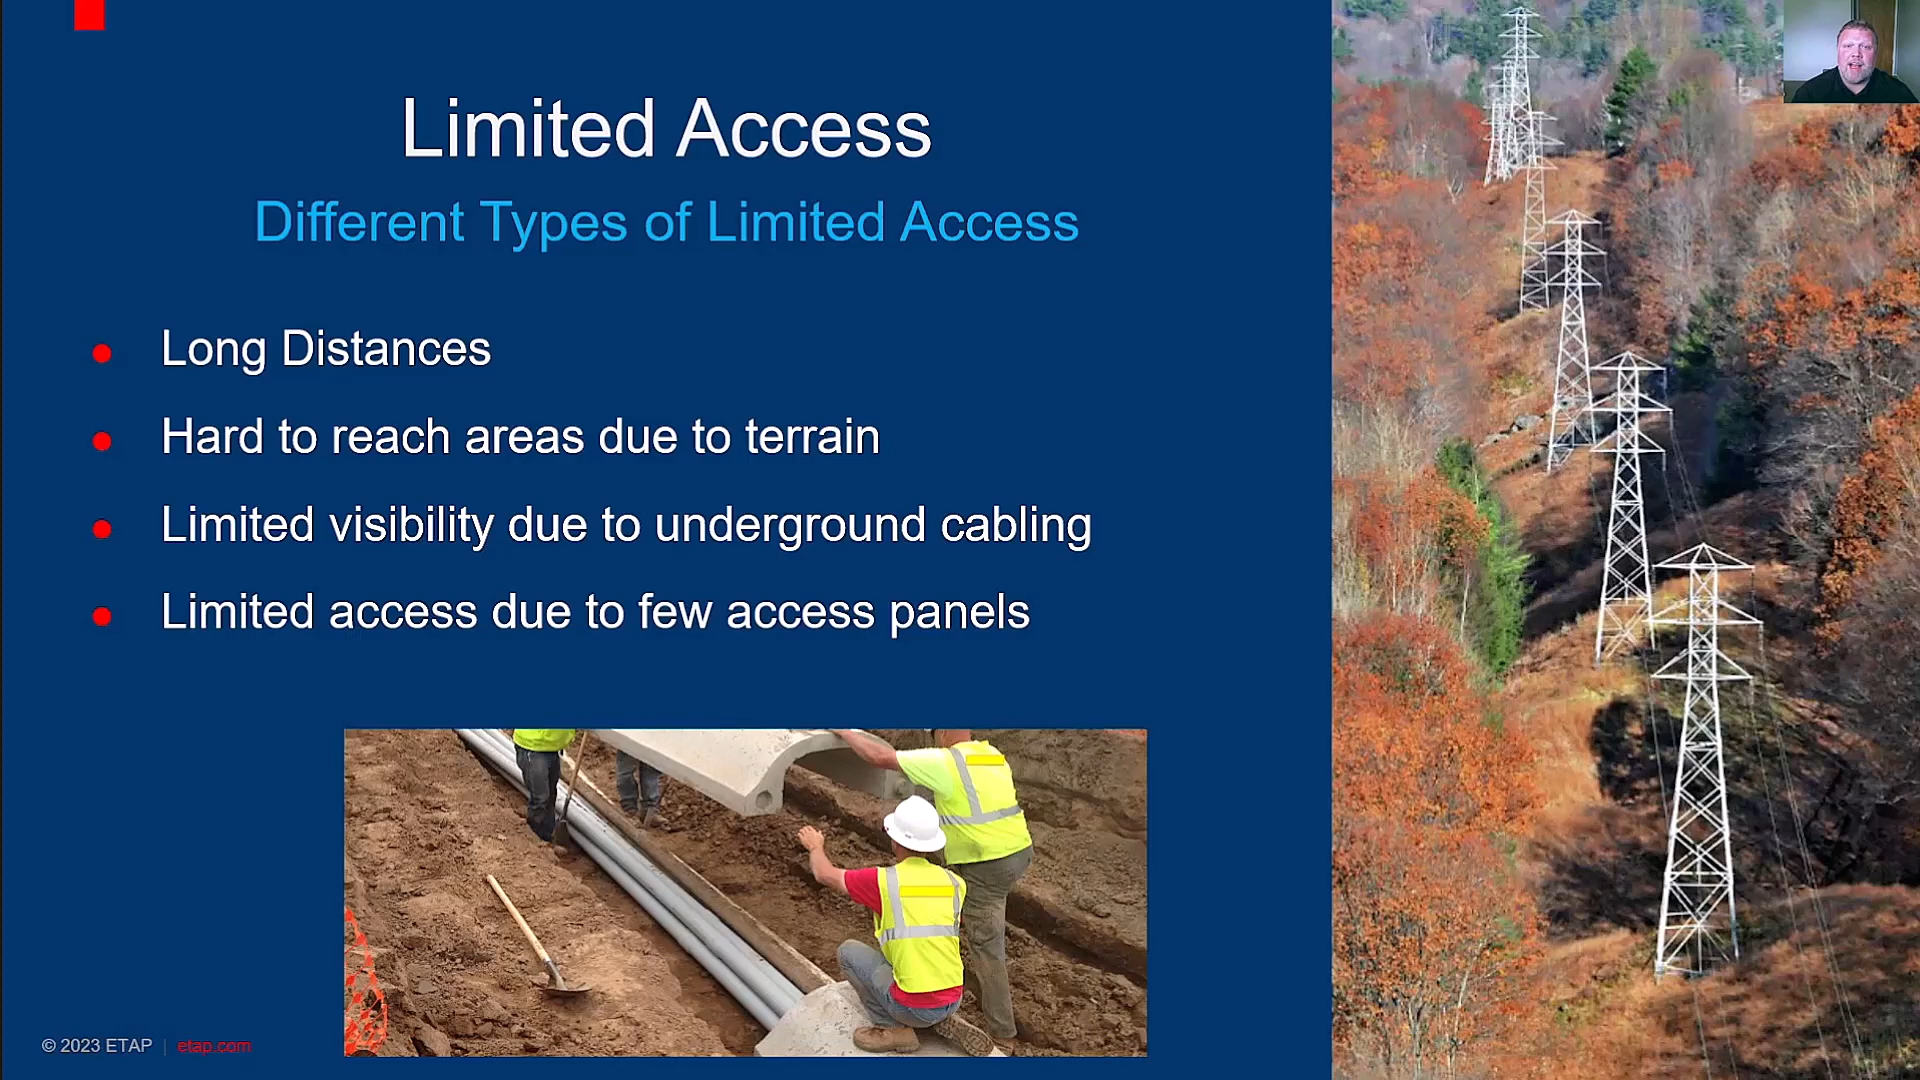 Limited Access
Different Types of Limited Access
Long Distances
Hard to reach areas due to terrain
Limited visibility due to underground cabling
Limited access due to few access panels
© 2023 ETAP | etap.com